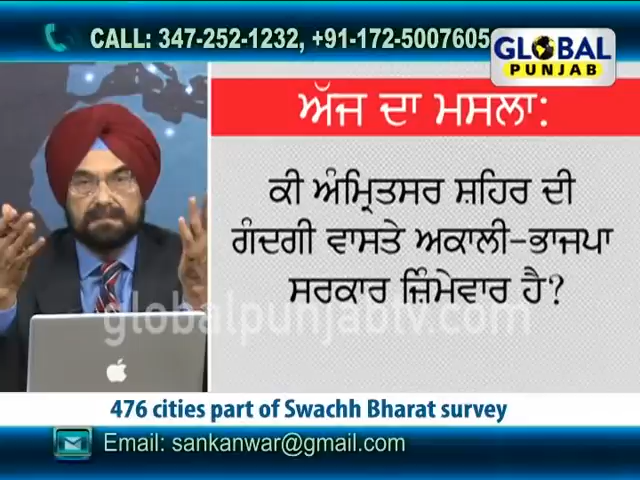 CALL: 347-252-1232, +91-172-5007605
GLOBAL
PUNJAB
ਅੱਜ ਦਾ ਮਸਲਾ:
ਕੀ ਅੰਮ੍ਰਿਤਸਰ ਸ਼ਹਿਰ ਦੀ
ਗੰਦਗੀ ਵਾਸਤੇ ਅਕਾਲੀ-ਭਾਜਪਾ
ਸਰਕਾਰ ਜ਼ਿੰਮੇਵਾਰ ਹੈ?
globalpunjabtv.com
476 cities part of Swachh Bharat survey
Email: sankanwar@gmail.com